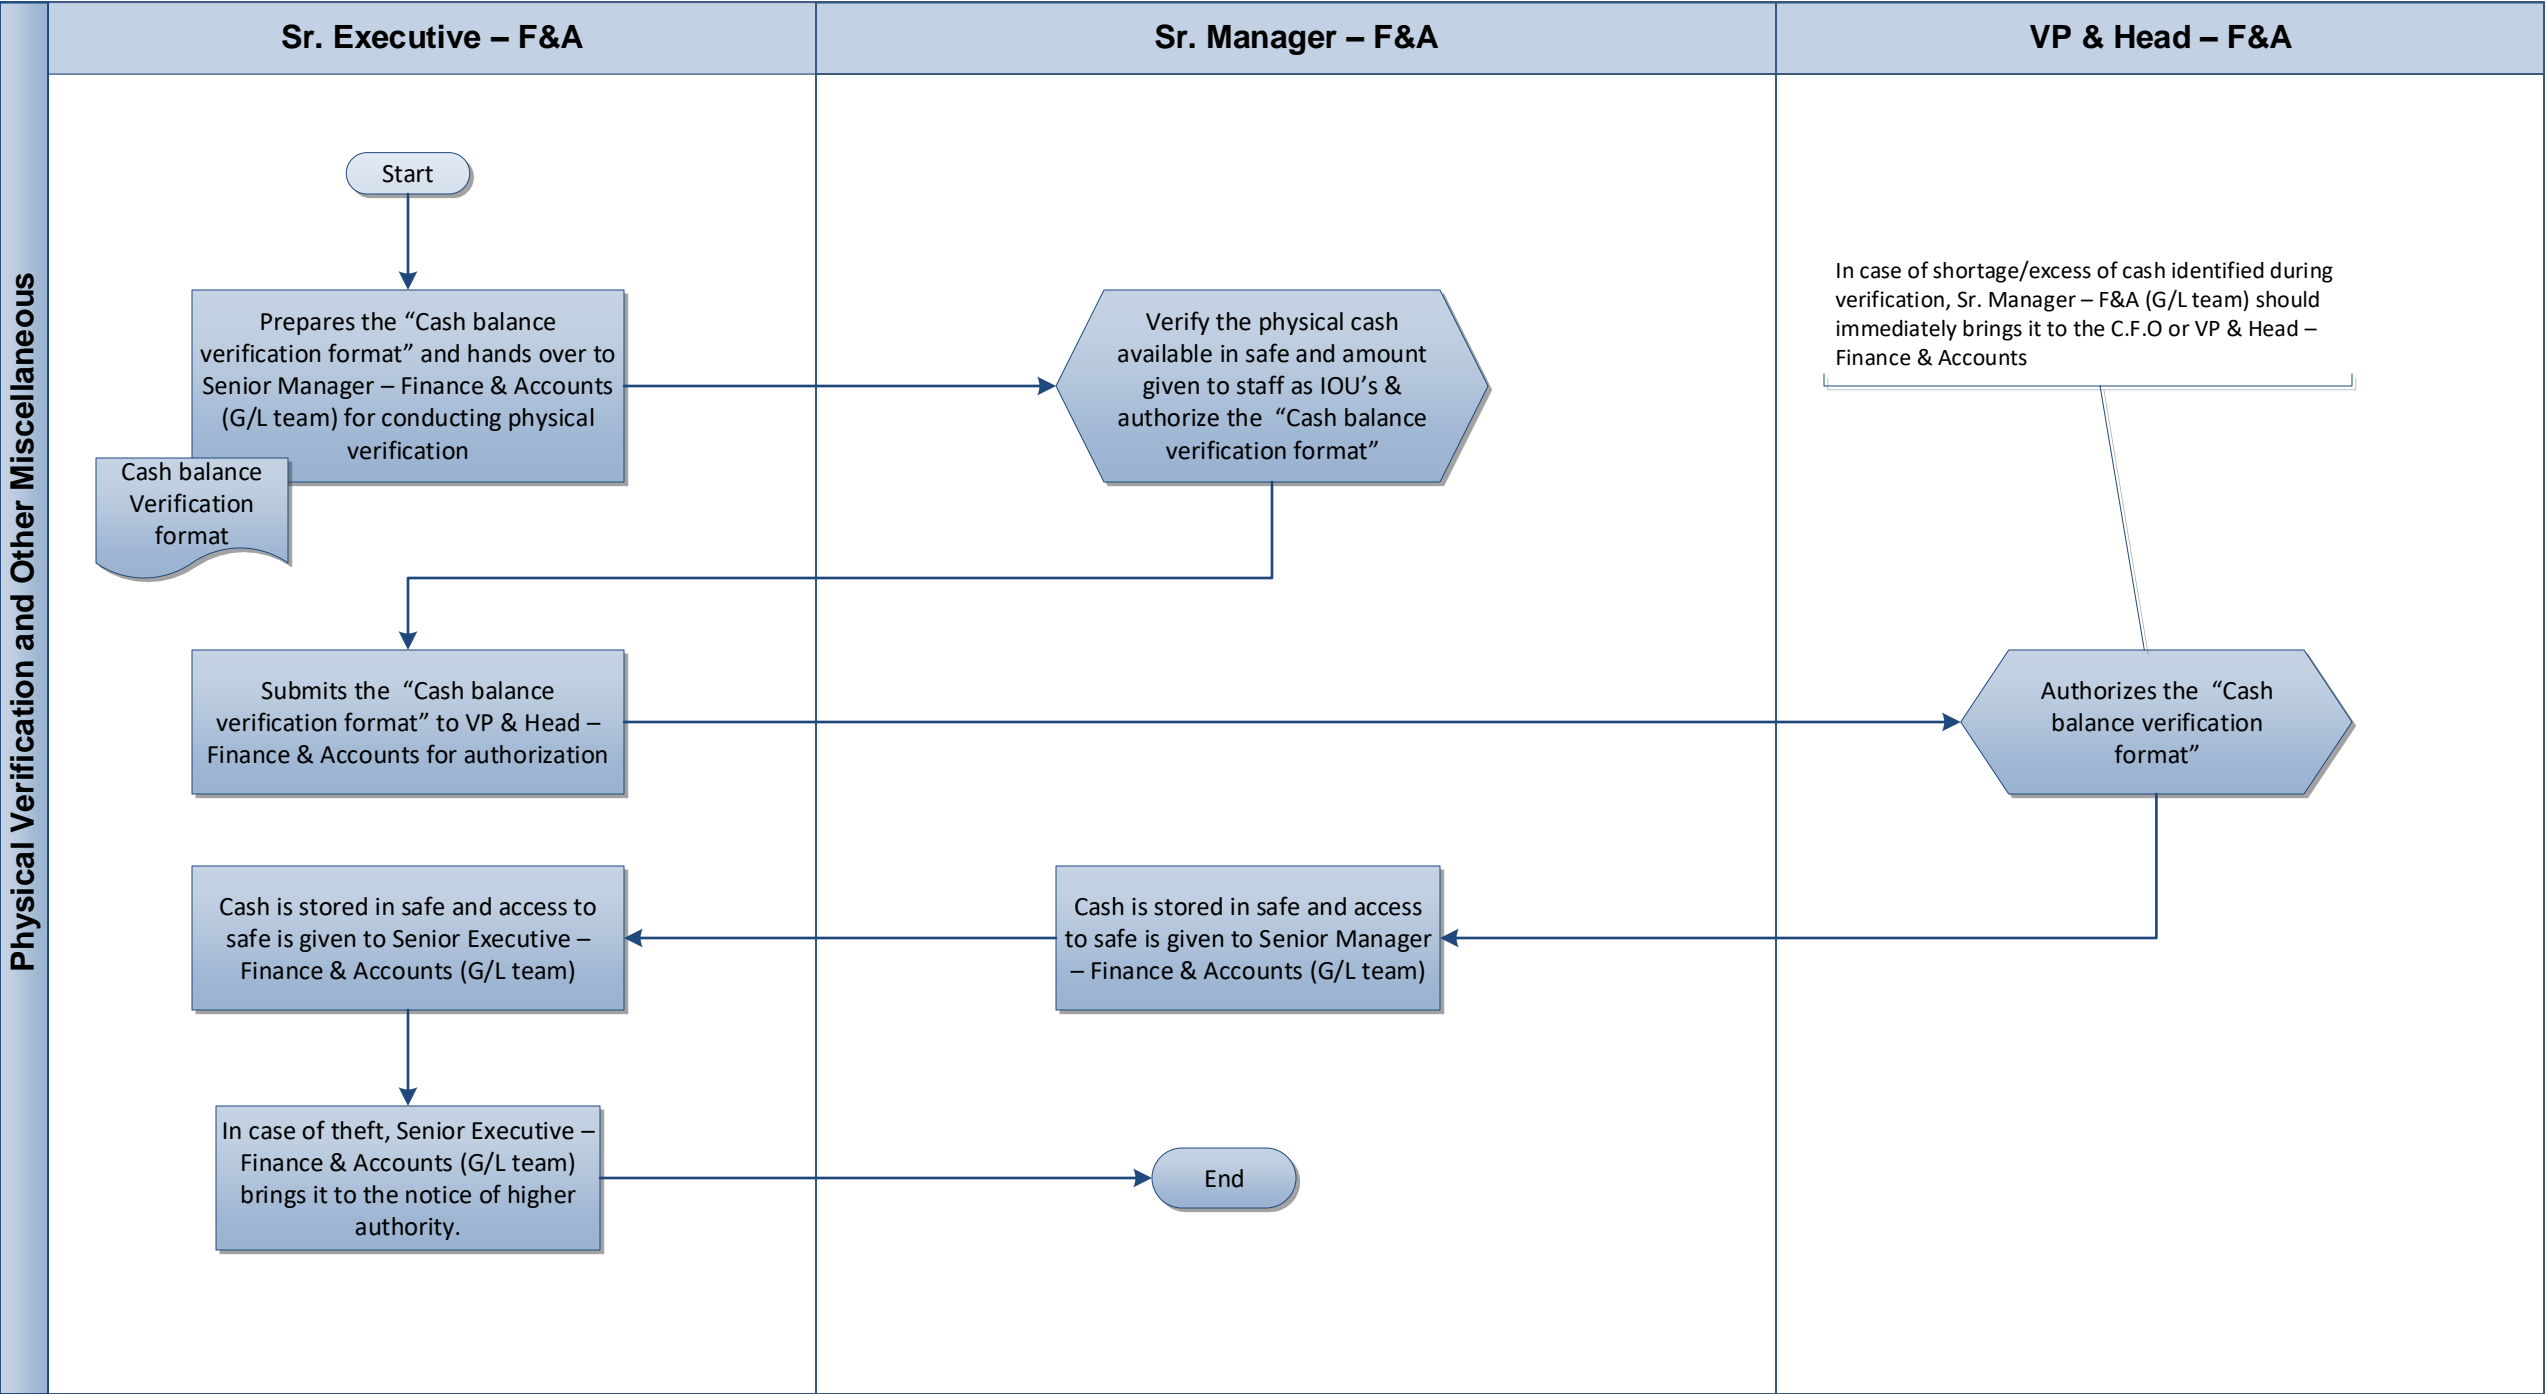 Physical Verification and Other Miscellaneous
Sr. Executive – F&A
Sr. Manager – F&A
VP & Head – F&A
Start
Prepares the “Cash balance
verification format” and hands over to
Senior Manager – Finance & Accounts
(G/L team) for conducting physical
verification
Cash balance
Verification
format
Verify the physical cash
available in safe and amount
given to staff as IOU’s &
authorize the “Cash balance
verification format”
In case of shortage/excess of cash identified during
verification, Sr. Manager – F&A (G/L team) should
immediately brings it to the C.F.O or VP & Head –
Finance & Accounts
Submits the “Cash balance
verification format” to VP & Head –
Finance & Accounts for authorization
Authorizes the “Cash
balance verification
format”
Cash is stored in safe and access to
safe is given to Senior Executive –
Finance & Accounts (G/L team)
Cash is stored in safe and access
to safe is given to Senior Manager
– Finance & Accounts (G/L team)
In case of theft, Senior Executive –
Finance & Accounts (G/L team)
brings it to the notice of higher
authority.
End